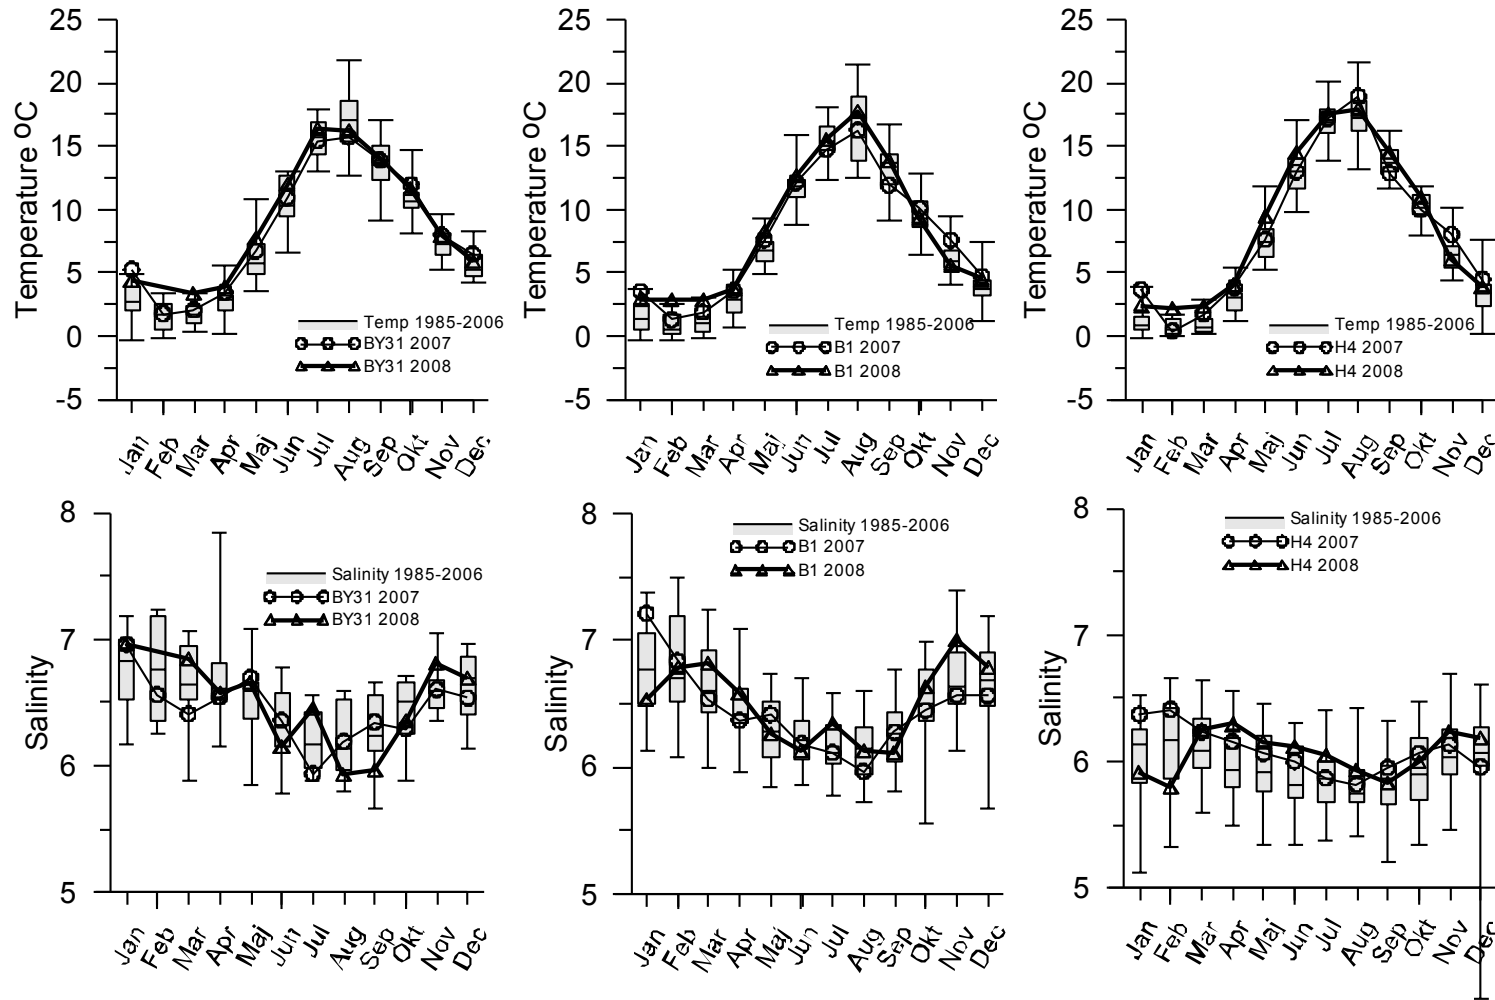 25
20
15
10
5
0
-5
Temperature °C
Temp 1985-2006
BY31 2007
BY31 2008
Jan Feb Mar Apr Maj Jun Jul Aug Sep Okt Nov Dec
25
20
15
10
5
0
-5
Temperature °C
Temp 1985-2006
B1 2007
B1 2008
Jan Feb Mar Apr Maj Jun Jul Aug Sep Okt Nov Dec
25
20
15
10
5
0
-5
Temperature °C
Temp 1985-2006
H4 2007
H4 2008
Jan Feb Mar Apr Maj Jun Jul Aug Sep Okt Nov Dec
8
7
6
5
Salinity
Salinity 1985-2006
BY31 2007
BY31 2008
Jan Feb Mar Apr Maj Jun Jul Aug Sep Okt Nov Dec
8
7
6
5
Salinity
Salinity 1985-2006
B1 2007
B1 2008
Jan Feb Mar Apr Maj Jun Jul Aug Sep Okt Nov Dec
8
7
6
5
Salinity
Salinity 1985-2006
H4 2007
H4 2008
Jan Feb Mar Apr Maj Jun Jul Aug Sep Okt Nov Dec